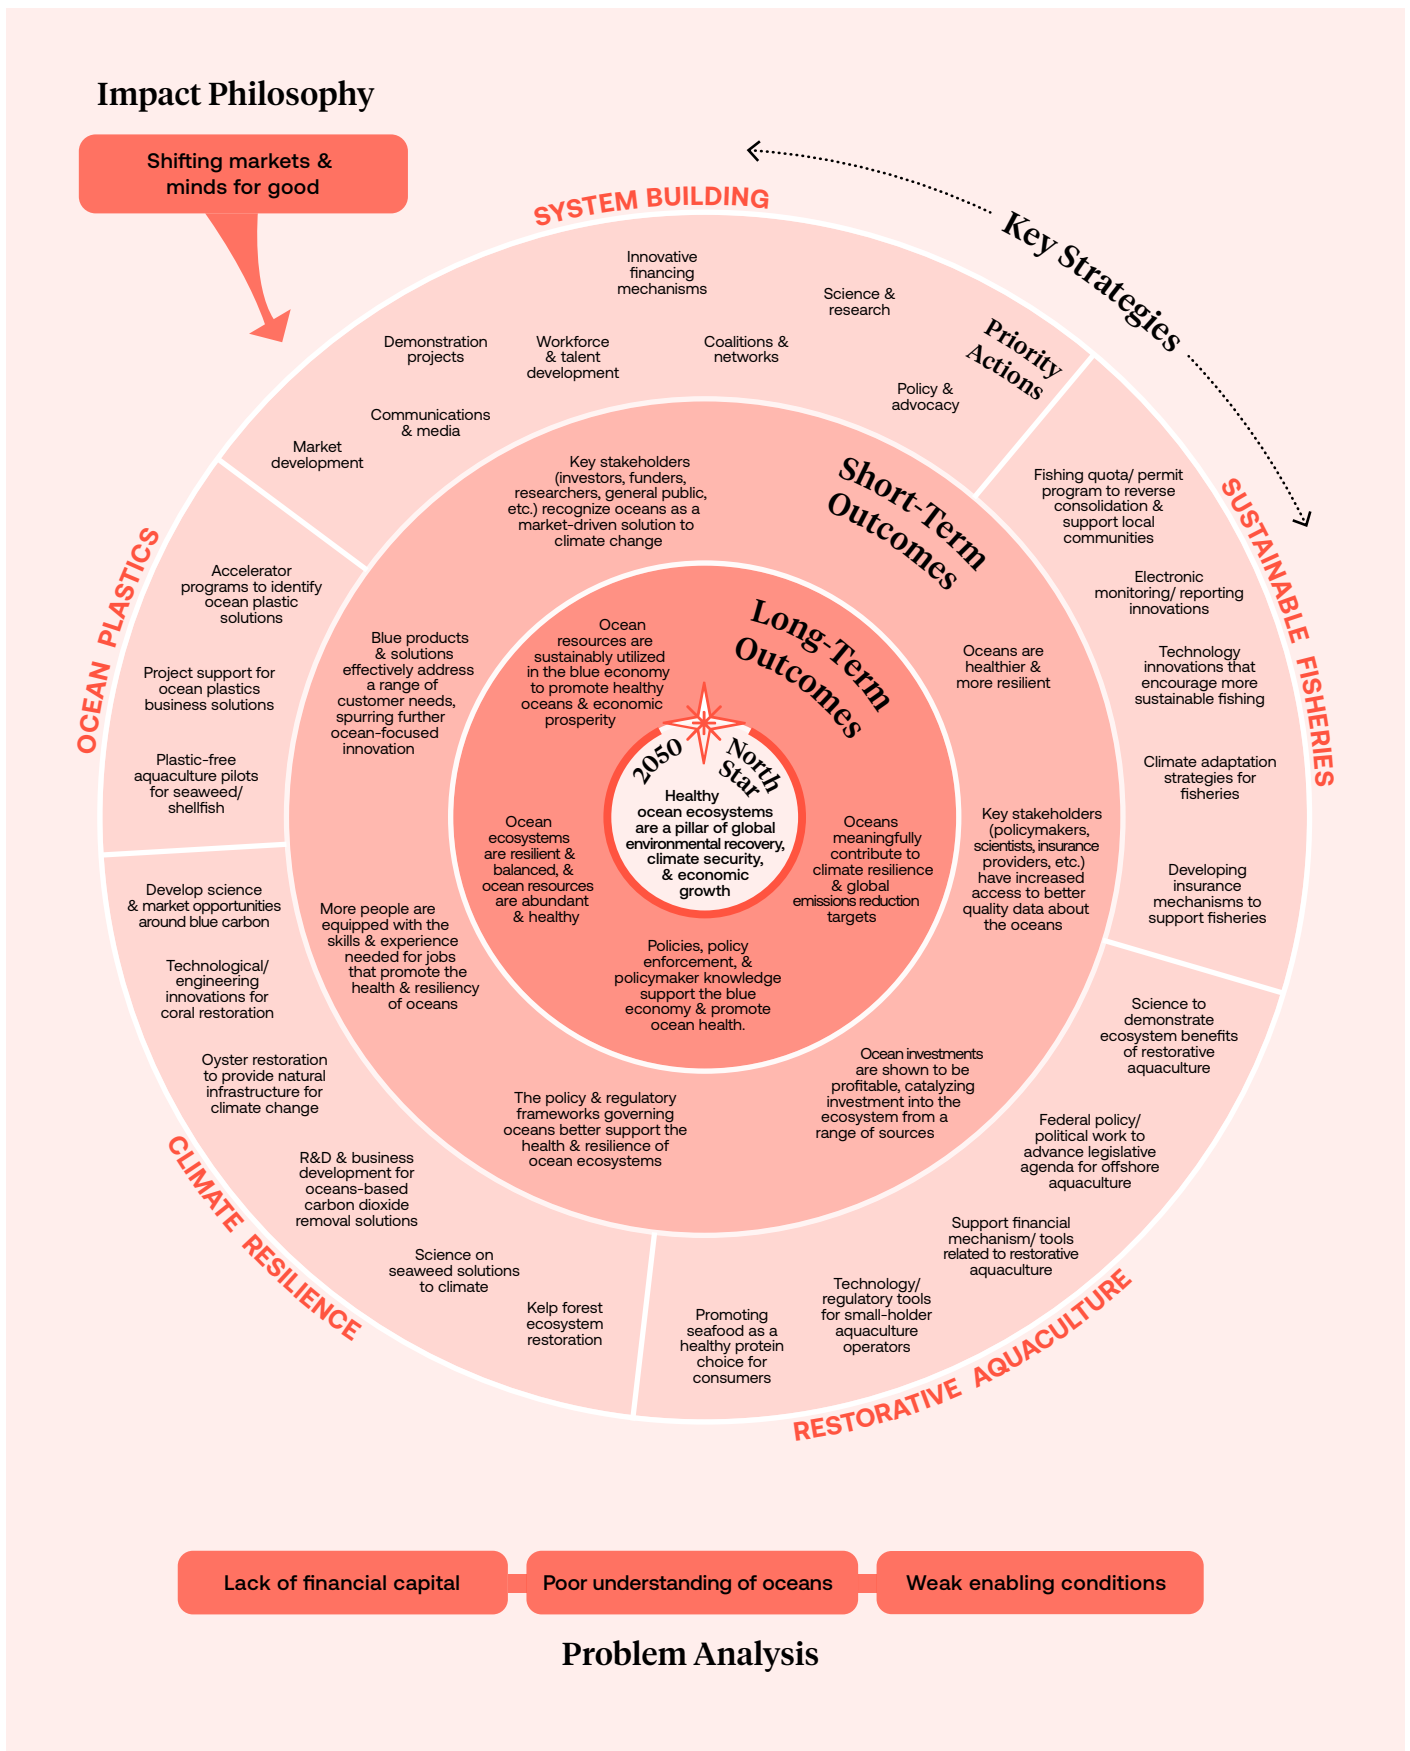 Impact Philosophy
Shifting markets &
minds for good
Key Strategies
SYSTEM BUILDING
Priority
Actions
Innovative
financing
mechanisms
Science &
research
Demonstration
projects
Workforce
& talent
development
Coalitions &
networks
Policy &
advocacy
Communications
& media
Market
development
SUSTAINABLE FISHERIES
Fishing quota/ permit
program to reverse
consolidation &
support local
communities
Electronic
monitoring/ reporting
innovations
Technology
innovations that
encourage more
sustainable fishing
Climate adaptation
strategies for
fisheries
Developing
insurance
mechanisms to
support fisheries
RESTORATIVE AQUACULTURE
Science to
demonstrate
ecosystem benefits
of restorative
aquaculture
Federal policy/
political work to
advance legislative
agenda for offshore
aquaculture
Support financial
mechanism/ tools
related to restorative
aquaculture
Technology/
regulatory tools
for small-holder
aquaculture
operators
Promoting
seafood as a
healthy protein
choice for
consumers
CLIMATE RESILIENCE
Kelp forest
ecosystem
restoration
Science on
seaweed solutions
to climate
R&D & business
development for
oceans-based
carbon dioxide
removal solutions
Oyster restoration
to provide natural
infrastructure for
climate change
Technological/
engineering
innovations for
coral restoration
Develop science
& market opportunities
around blue carbon
OCEAN PLASTICS
Plastic-free
aquaculture pilots
for seaweed/
shellfish
Project support for
ocean plastics
business solutions
Accelerator
programs to identify
ocean plastic
solutions
Short-Term
Outcomes
Key stakeholders
(investors, funders,
researchers, general public,
etc.) recognize oceans as a
market-driven solution to
climate change
Oceans are
healthier &
more resilient
Key stakeholders
(policymakers,
scientists, insurance
providers, etc.)
have increased
access to better
quality data about
the oceans
Ocean investments
are shown to be
profitable, catalyzing
investment into the
ecosystem from a
range of sources
The policy & regulatory
frameworks governing
oceans better support the
health & resilience of
ocean ecosystems
More people are
equipped with the
skills & experience
needed for jobs
that promote the
health & resiliency
of oceans
Blue products
& solutions
effectively address
a range of
customer needs,
spurring further
ocean-focused
innovation
Long-Term
Outcomes
Ocean
resources are
sustainably utilized
in the blue economy
to promote healthy
oceans & economic
prosperity
Oceans
meaningfully
contribute to
climate resilience
& global
emissions reduction
targets
Policies, policy
enforcement, &
policymaker knowledge
support the blue
economy & promote
ocean health.
Ocean
ecosystems
are resilient &
balanced, &
ocean resources
are abundant
& healthy
2050
North
Star
Healthy
ocean ecosystems
are a pillar of global
environmental recovery,
climate security,
& economic
growth
Lack of financial capital
Poor understanding of oceans
Weak enabling conditions
Problem Analysis